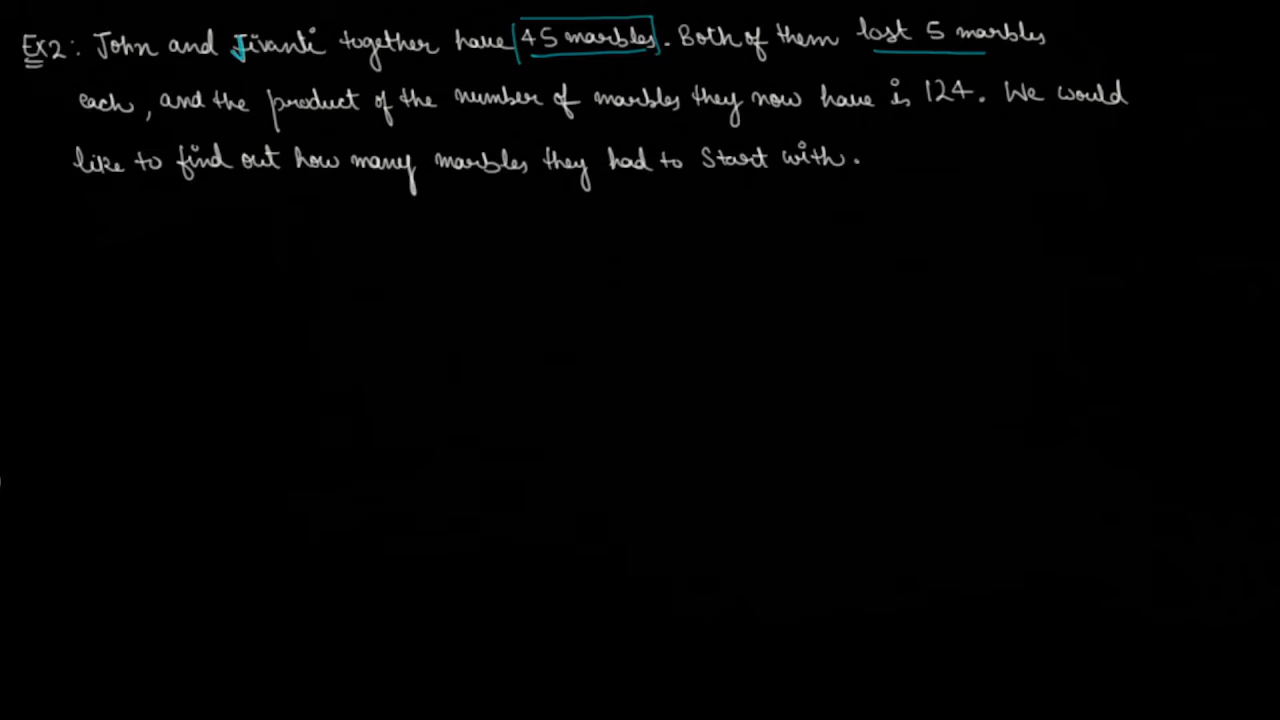 Ex2: John and Jivanti together have 45 marbles. Both of them lost 5 marbles
each, and the product of the number of marbles they now have is 124. We would
like to find out how many marbles they had to start with.